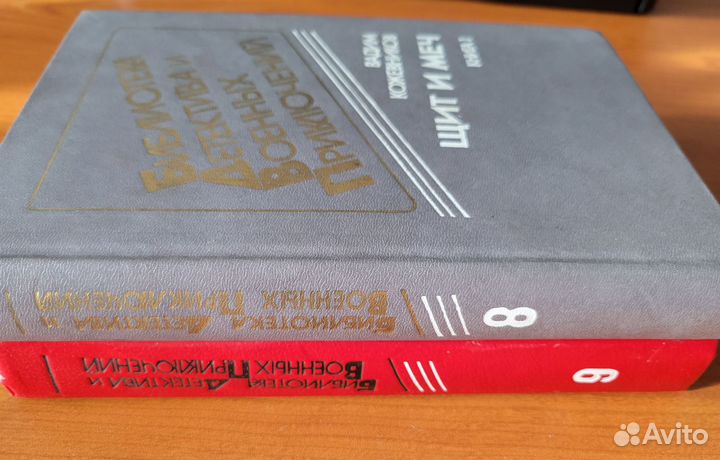 БИБЛИОТЕКА
ДЕТЕКТИВА И
ВОЕННЫХ
ПРИКЛЮЧЕНИЙ
ВАДИМ
КОЖЕВНИКОВ
ЩИТ И МЕЧ
КНИГА 2
БИБЛИОТЕКА ДЕТЕКТИВА И
ВОЕННЫХ ПРИКЛЮЧЕНИЙ
8
БИБЛИОТЕКА ДЕТЕКТИВА И
ВОЕННЫХ ПРИКЛЮЧЕНИЙ
Avito